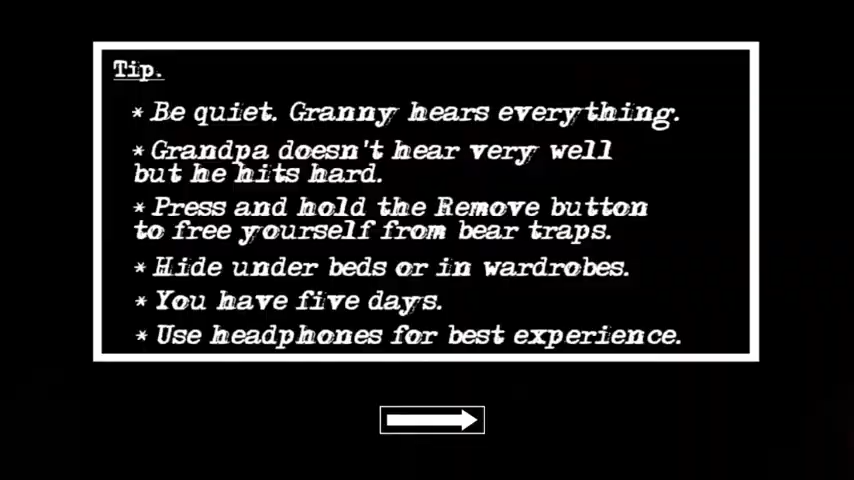 Tip.
* Be quiet. Granny hears everything.
* Grandpa doesn't hear very well
but he hits hard.
* Press and hold the Remove button
to free yourself from bear traps.
* Hide under beds or in wardrobes.
* You have five days.
* Use headphones for best experience.